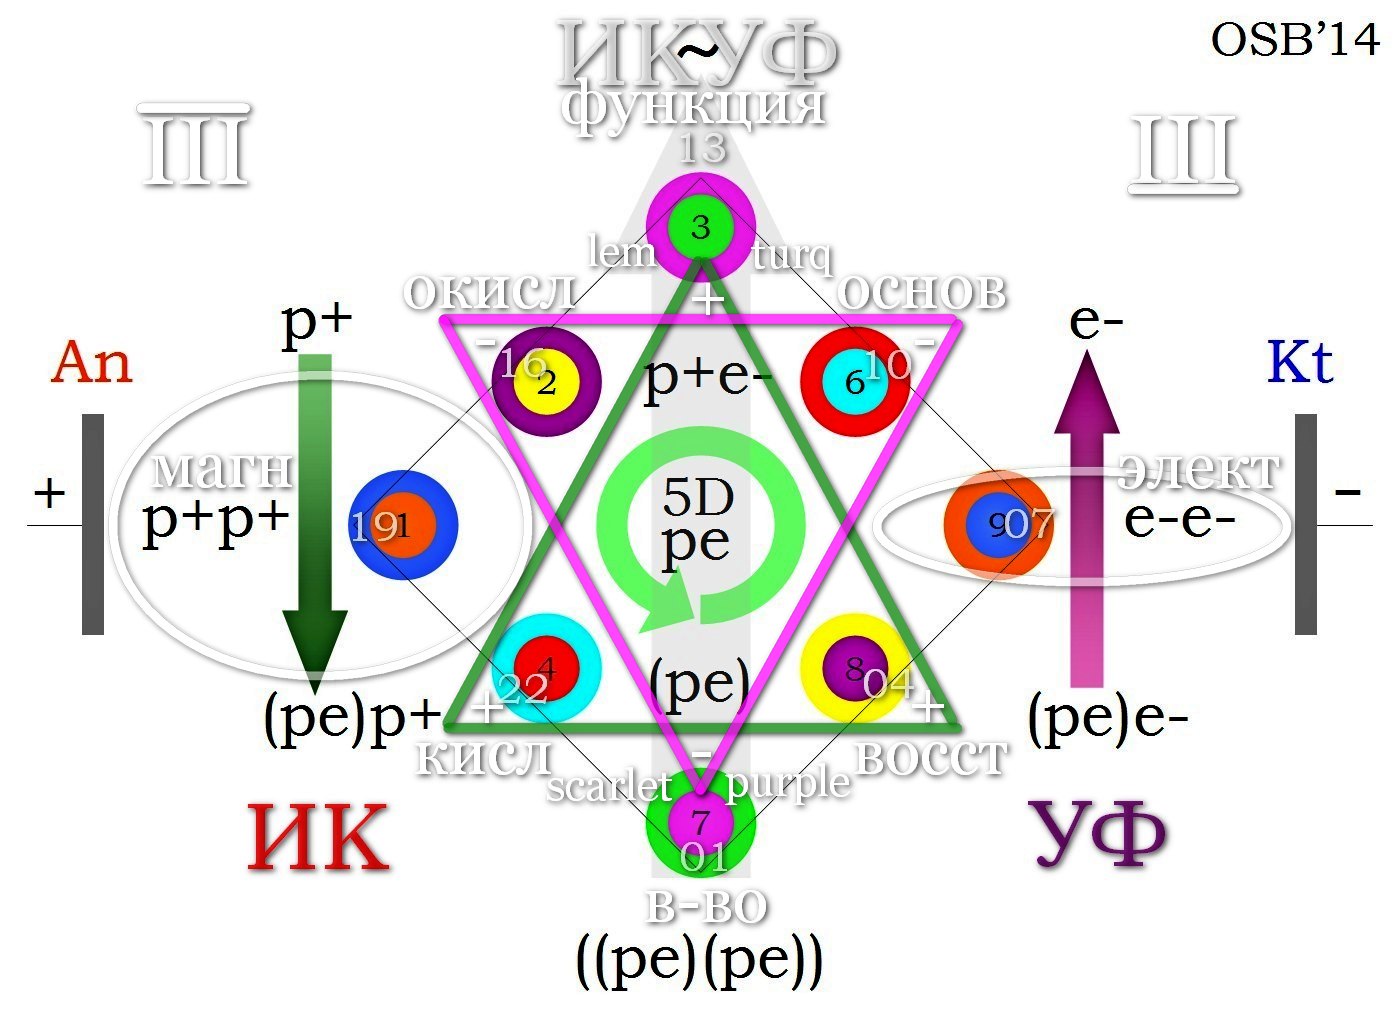 ИК~УФ
OSB'14
функция
13
III
III
3
lem
turq
окисл
+
основ
p+
e-
An
Kt
-
16
2
p+e-
6
10
-
магн
элект
+
p+p+
19
1
5D
pe
9
07
e-e-
-
4
22
+
(pe)
8
04
+
(pe)p+
(pe)e-
кисл
-
восст
scarlet
purple
ИК
7
УФ
01
в-во
((pe)(pe))